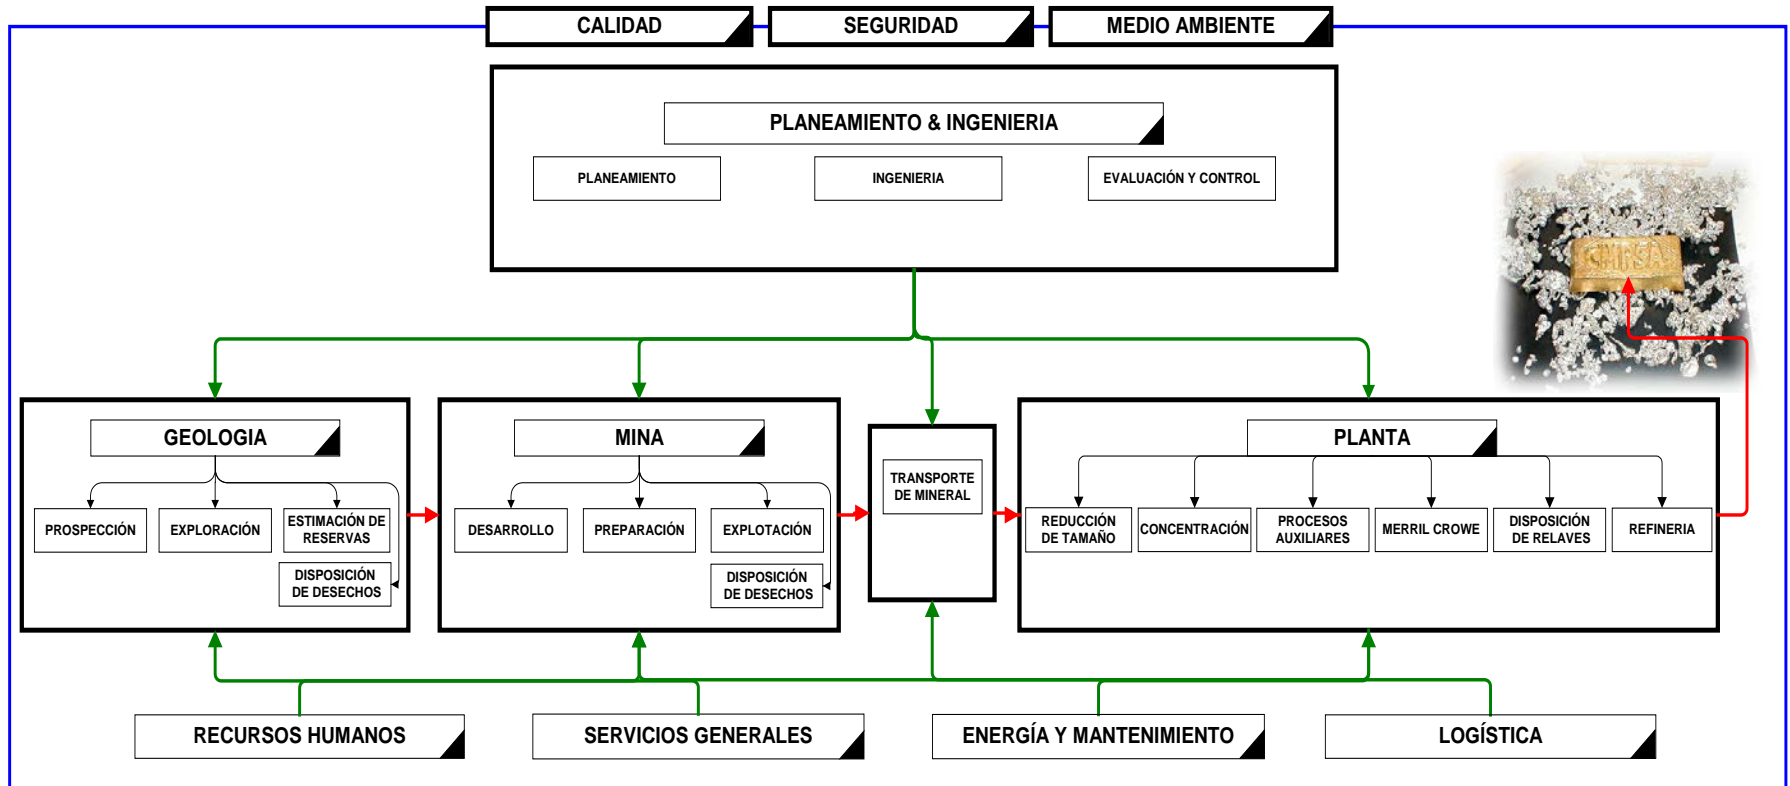 CALIDAD
SEGURIDAD
MEDIO AMBIENTE
PLANEAMIENTO & INGENIERIA
PLANEAMIENTO
INGENIERIA
EVALUACIÓN Y CONTROL
CMPSA
GEOLOGIA
PROSPECCIÓN
EXPLORACIÓN
ESTIMACIÓN DE
RESERVAS
DISPOSICIÓN
DE DESECHOS
MINA
DESARROLLO
PREPARACIÓN
EXPLOTACIÓN
DISPOSICIÓN
DE DESECHOS
TRANSPORTE
DE MINERAL
PLANTA
REDUCCIÓN
DE TAMAÑO
CONCENTRACIÓN
PROCESOS
AUXILIARES
MERRIL CROWE
DISPOSICIÓN
DE RELAVES
REFINERIA
RECURSOS HUMANOS
SERVICIOS GENERALES
ENERGÍA Y MANTENIMIENTO
LOGÍSTICA